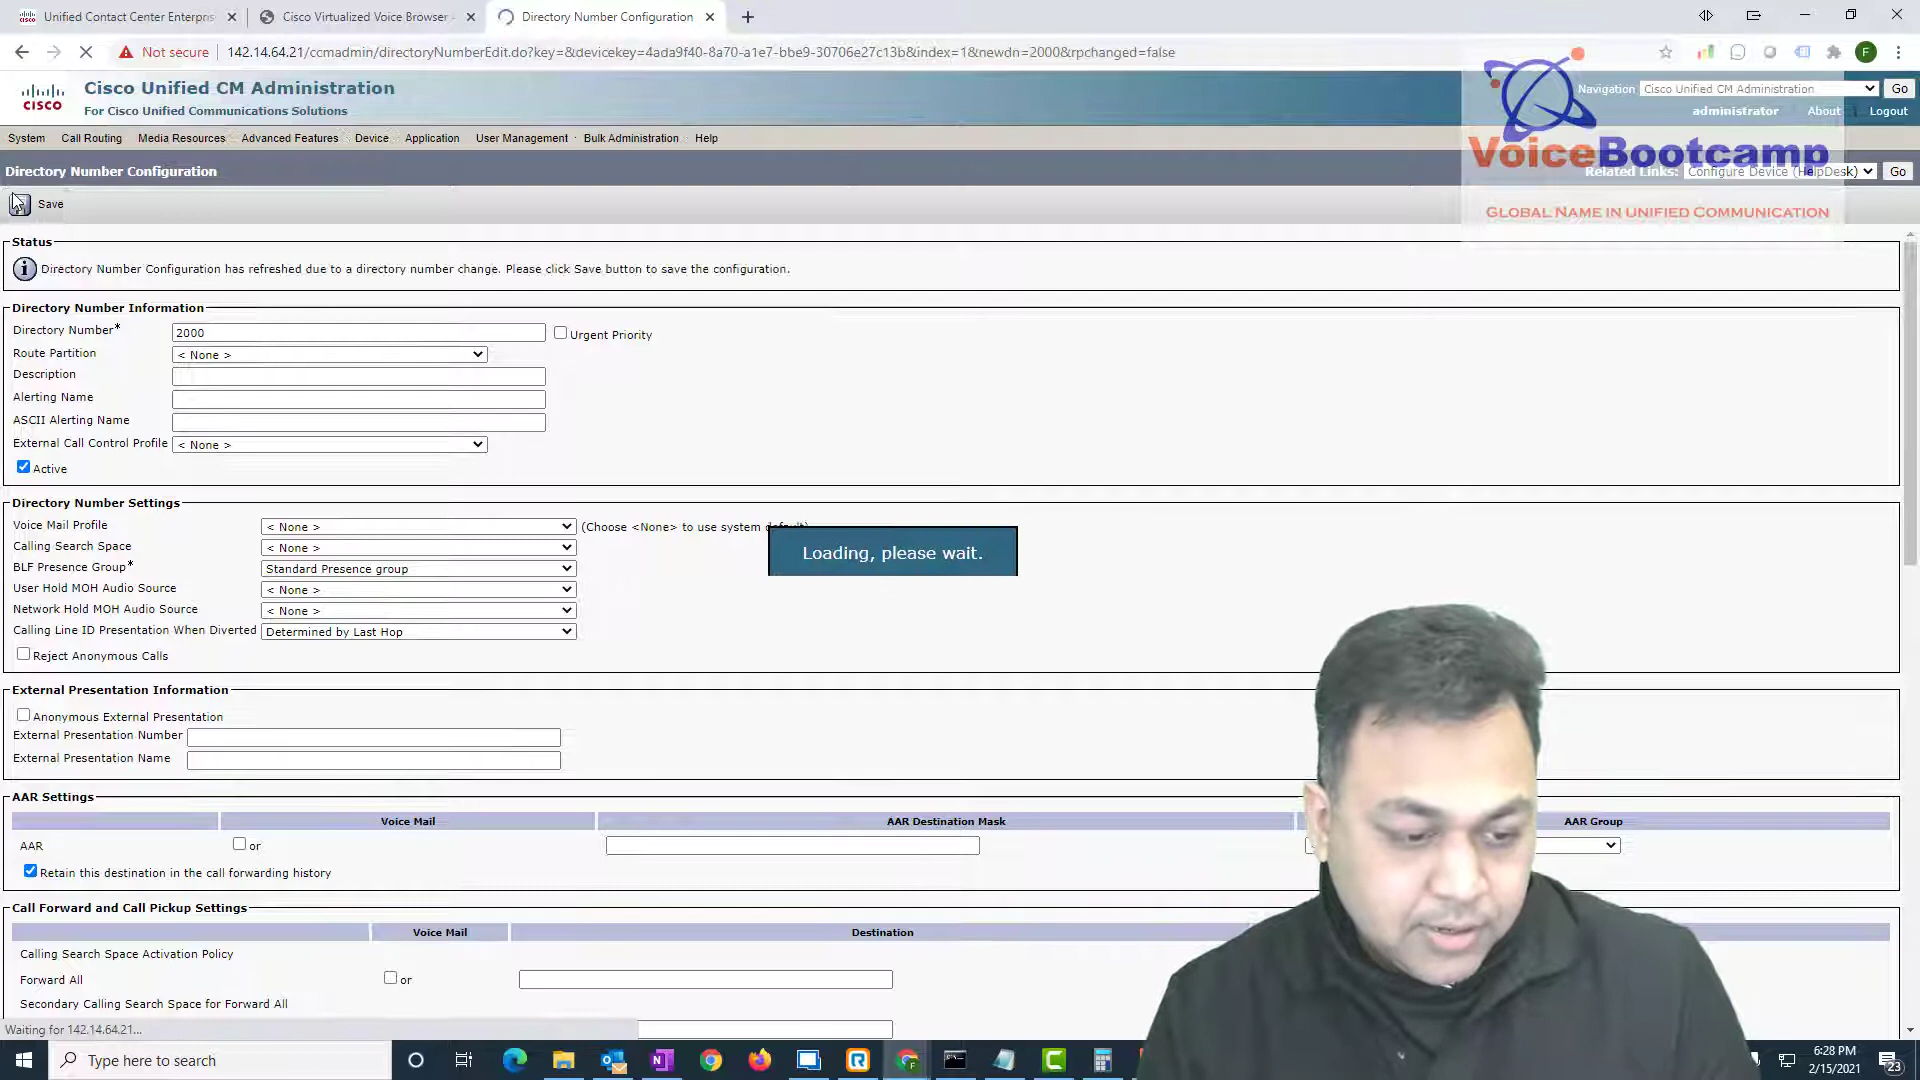 Unified Contact Center Enterpris
Cisco Virtualized Voice Browser
Directory Number Configuration
Not secure
142.14.64.21/ccmadmin/directoryNumberEdit.do?key=&devicekey=4ada9f40-8a70-a1e7-bbe9-30706e27c13b&index=1&newdn=2000&rpchanged=false
F
CISCO
Cisco Unified CM Administration
For Cisco Unified Communications Solutions
Navigation
Cisco Unified CM Administration
Go
administrator
About
Logout
System
Call Routing
Media Resources
Advanced Features
Device
Application
User Management
Bulk Administration
Help
VoiceBootcamp
GLOBAL NAME IN UNIFIED COMMUNICATION
Directory Number Configuration
Related Links:
Configure Device (HelpDesk)
Go
Save
Status
Directory Number Configuration has refreshed due to a directory number change. Please click Save button to save the configuration.
Directory Number Information
Directory Number*
2000
Urgent Priority
Route Partition
< None >
Description
Alerting Name
ASCII Alerting Name
External Call Control Profile
< None >
Active
Directory Number Settings
Voice Mail Profile
< None >
(Choose <None> to use system default)
Calling Search Space
< None >
BLF Presence Group*
Standard Presence group
User Hold MOH Audio Source
< None >
Network Hold MOH Audio Source
< None >
Calling Line ID Presentation When Diverted
Determined by Last Hop
Reject Anonymous Calls
Loading, please wait.
External Presentation Information
Anonymous External Presentation
External Presentation Number
External Presentation Name
AAR Settings
Voice Mail
AAR Destination Mask
AAR Group
AAR
or
Retain this destination in the call forwarding history
Call Forward and Call Pickup Settings
Voice Mail
Destination
Calling Search Space Activation Policy
Forward All
or
Secondary Calling Search Space for Forward All
Waiting for 142.14.64.21...
Type here to search
6:28 PM
2/15/2021
23